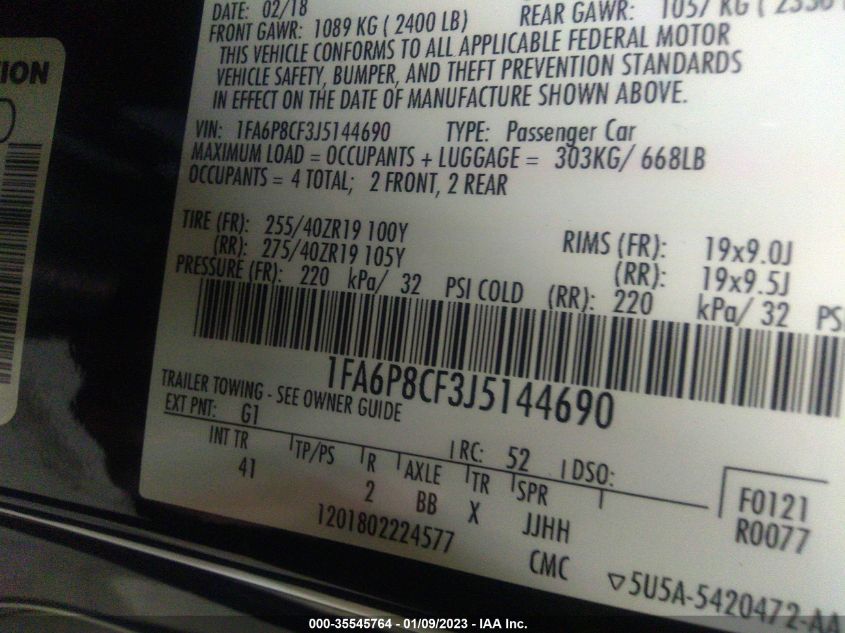 DATE: 02/18
FRONT GAWR: 1089 KG ( 2400 LB)
REAR GAWR: 1057 KG (
THIS VEHICLE CONFORMS TO ALL APPLICABLE FEDERAL MOTOR
VEHICLE SAFETY, BUMPER, AND THEFT PREVENTION STANDARDS
IN EFFECT ON THE DATE OF MANUFACTURE SHOWN ABOVE.
VIN: 1FA6P8CF3J5144690 TYPE: Passenger Car
MAXIMUM LOAD = OCCUPANTS + LUGGAGE = 303KG/ 668LB
OCCUPANTS = 4 TOTAL; 2 FRONT, 2 REAR
TIRE (FR): 255/40ZR19 100Y RIMS (FR): 19x9.0J
(RR): 275/40ZR19 105Y (RR): 19x9.5J
PRESSURE (FR): 220 kPa/ 32 PSI COLD (RR): 220 kPa/ 32 PS
1FA6P8CF3J5144690
TRAILER TOWING - SEE OWNER GUIDE
EXT PNT: G1 RC: 52 DSO:
INT TR TP/PS R AXLE TR SPR
41 2 BB X JJHH
1201802224577 CMC
F0121
R0077
▽5U5A-5420472-AA
TION
000-35545764 - 01/09/2023 - IAA Inc.